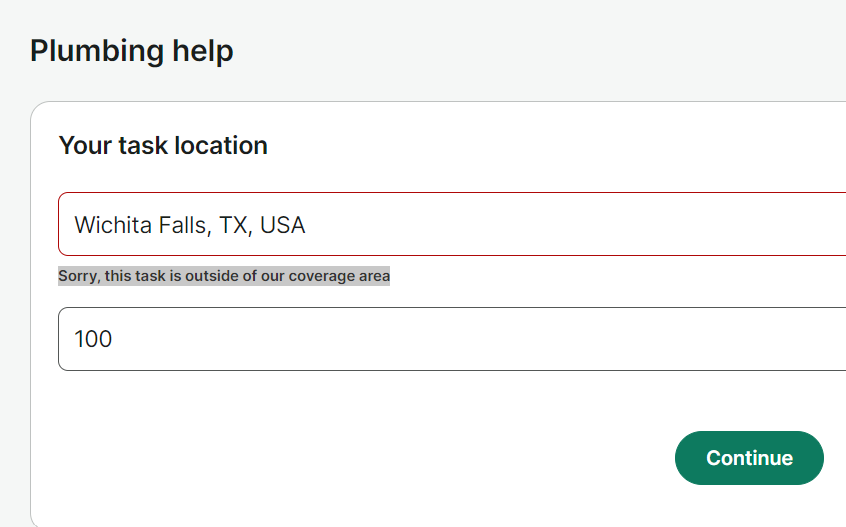 Plumbing help
Your task location
Wichita Falls, TX, USA
Sorry, this task is outside of our coverage area
100
Continue